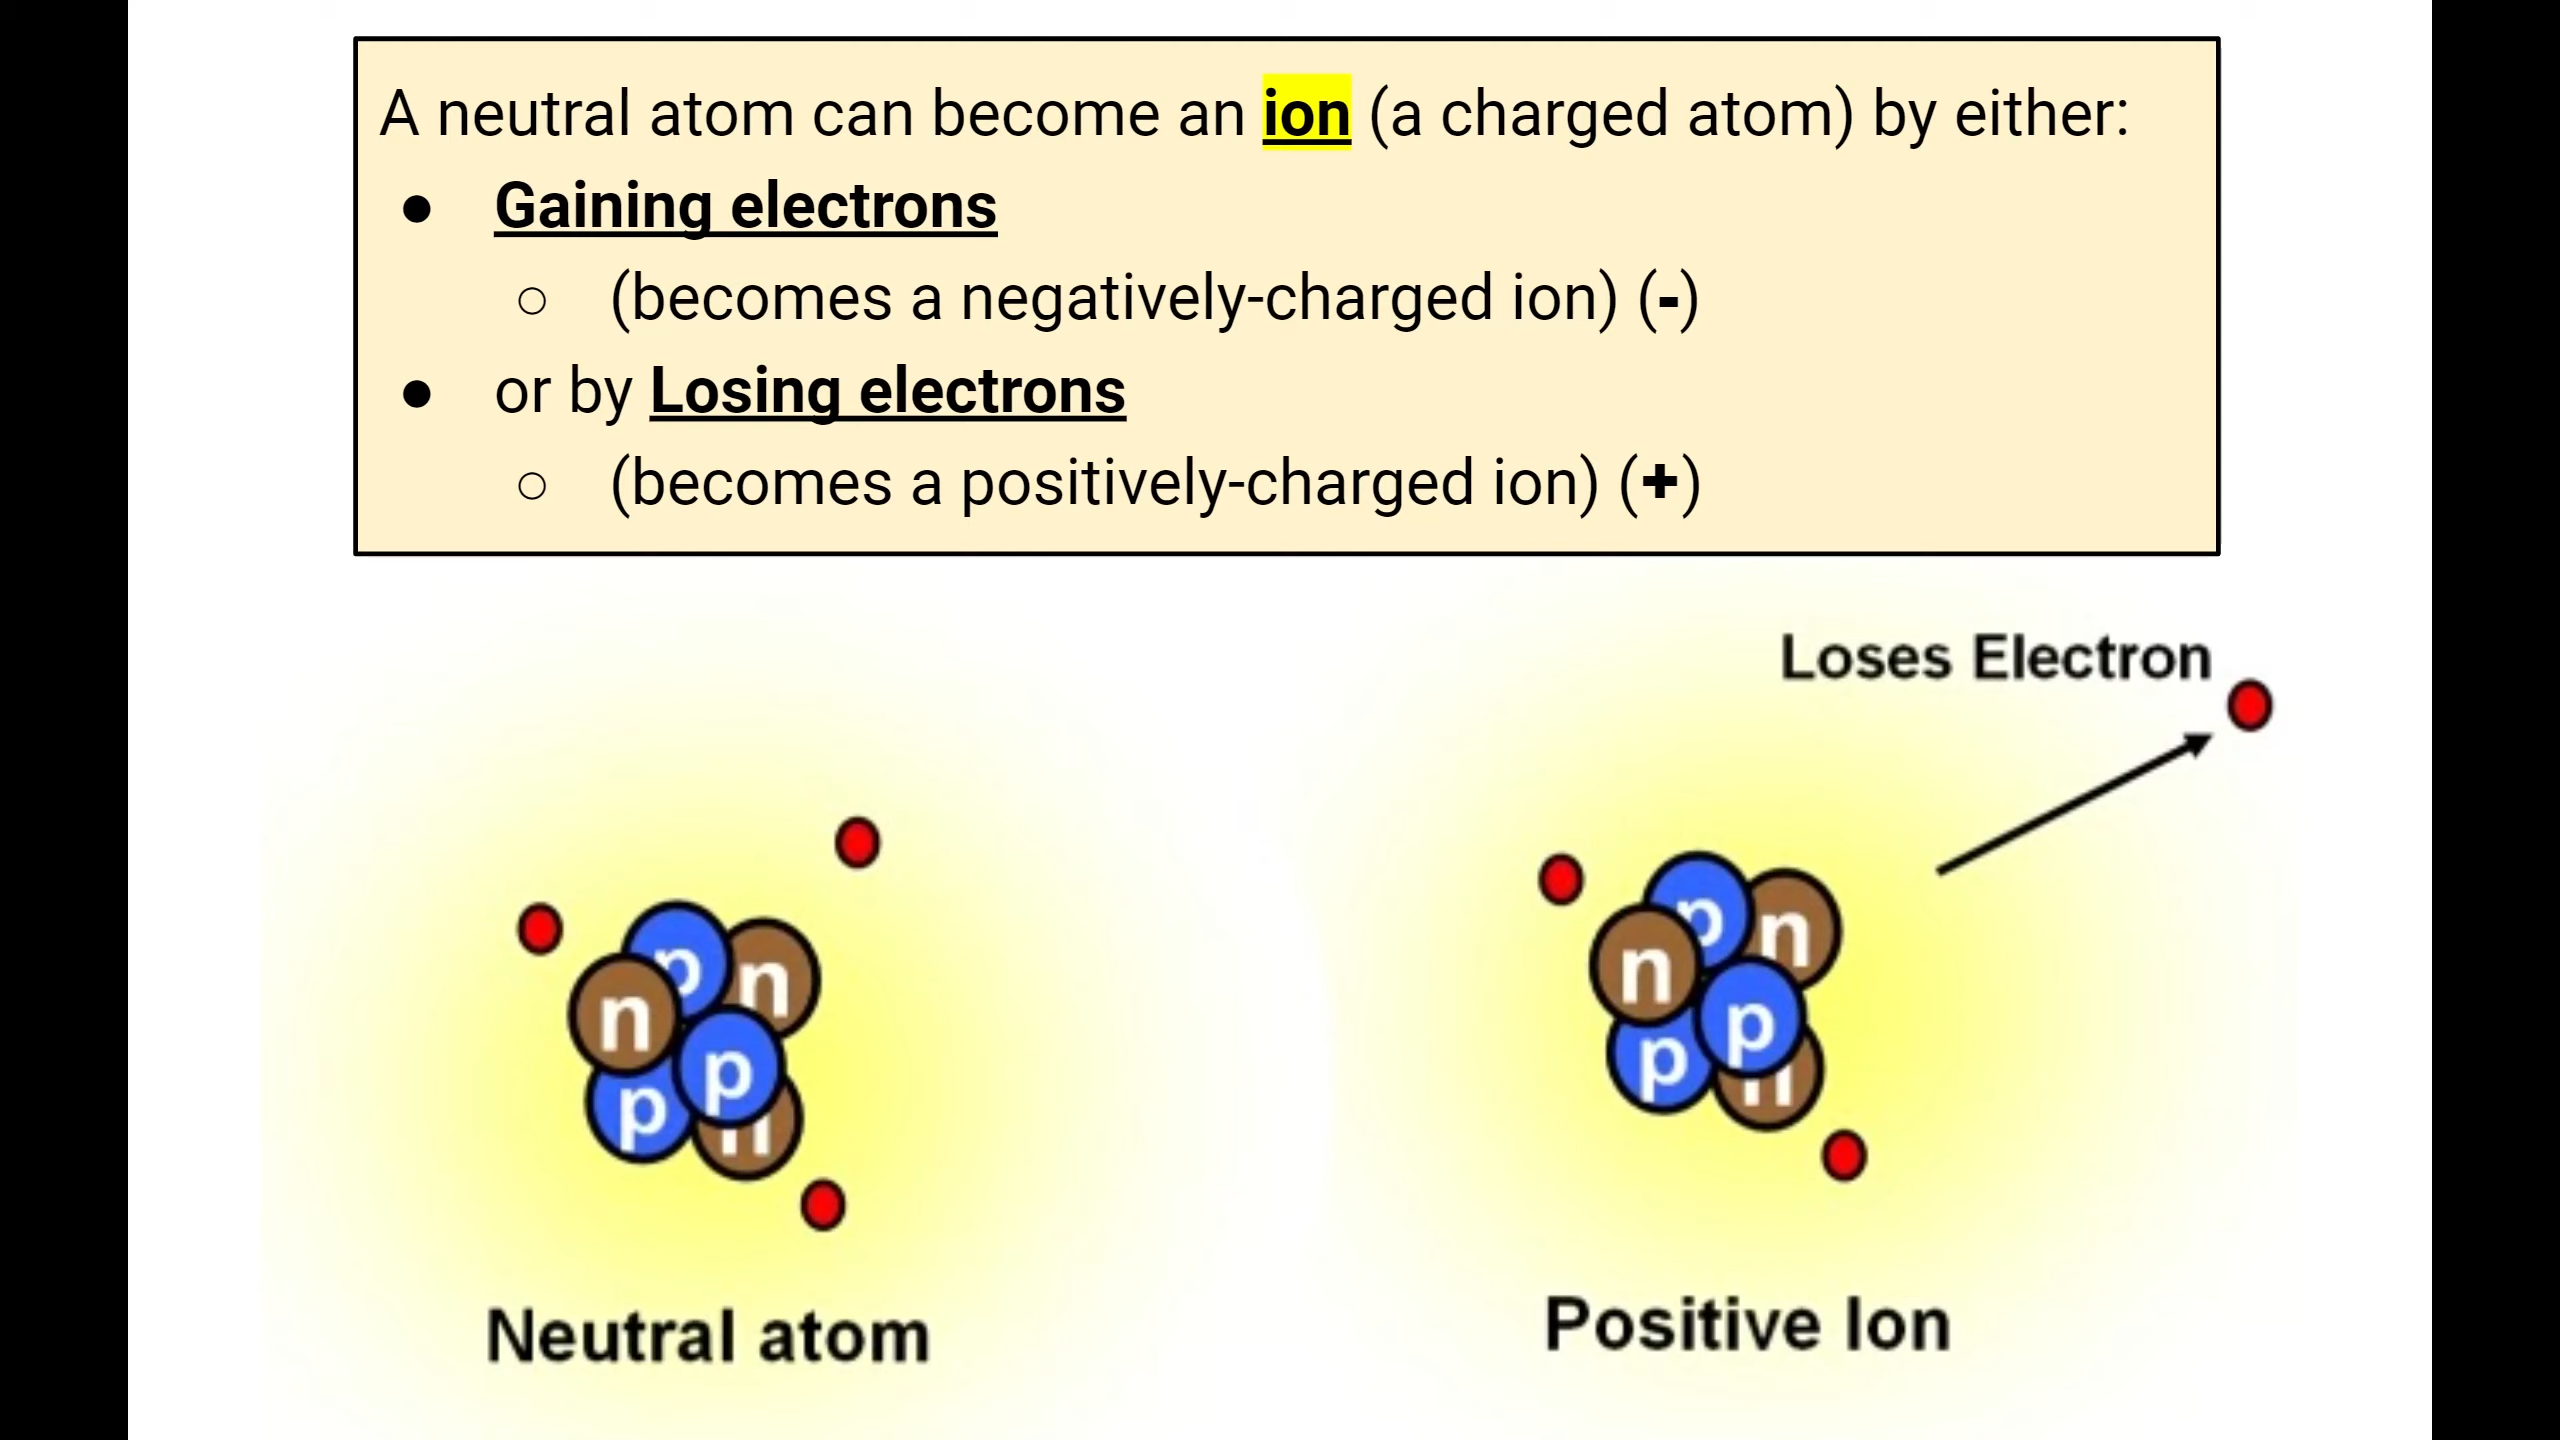 A neutral atom can become an ion (a charged atom) by either:
● Gaining electrons
○ (becomes a negatively-charged ion) (-)
● or by Losing electrons
○ (becomes a positively-charged ion) (+)
Loses Electron
p
n
n
p
p
n
p
n
n
p
p
n
Neutral atom
Positive Ion